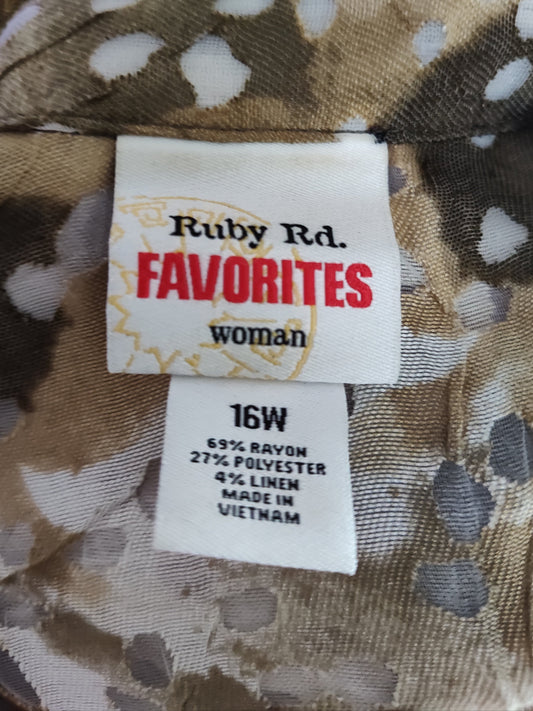 Ruby Rd.
FAVORITES
woman
16W
69% RAYON
27% POLYESTER
4% LINEN
MADE IN
VIETNAM